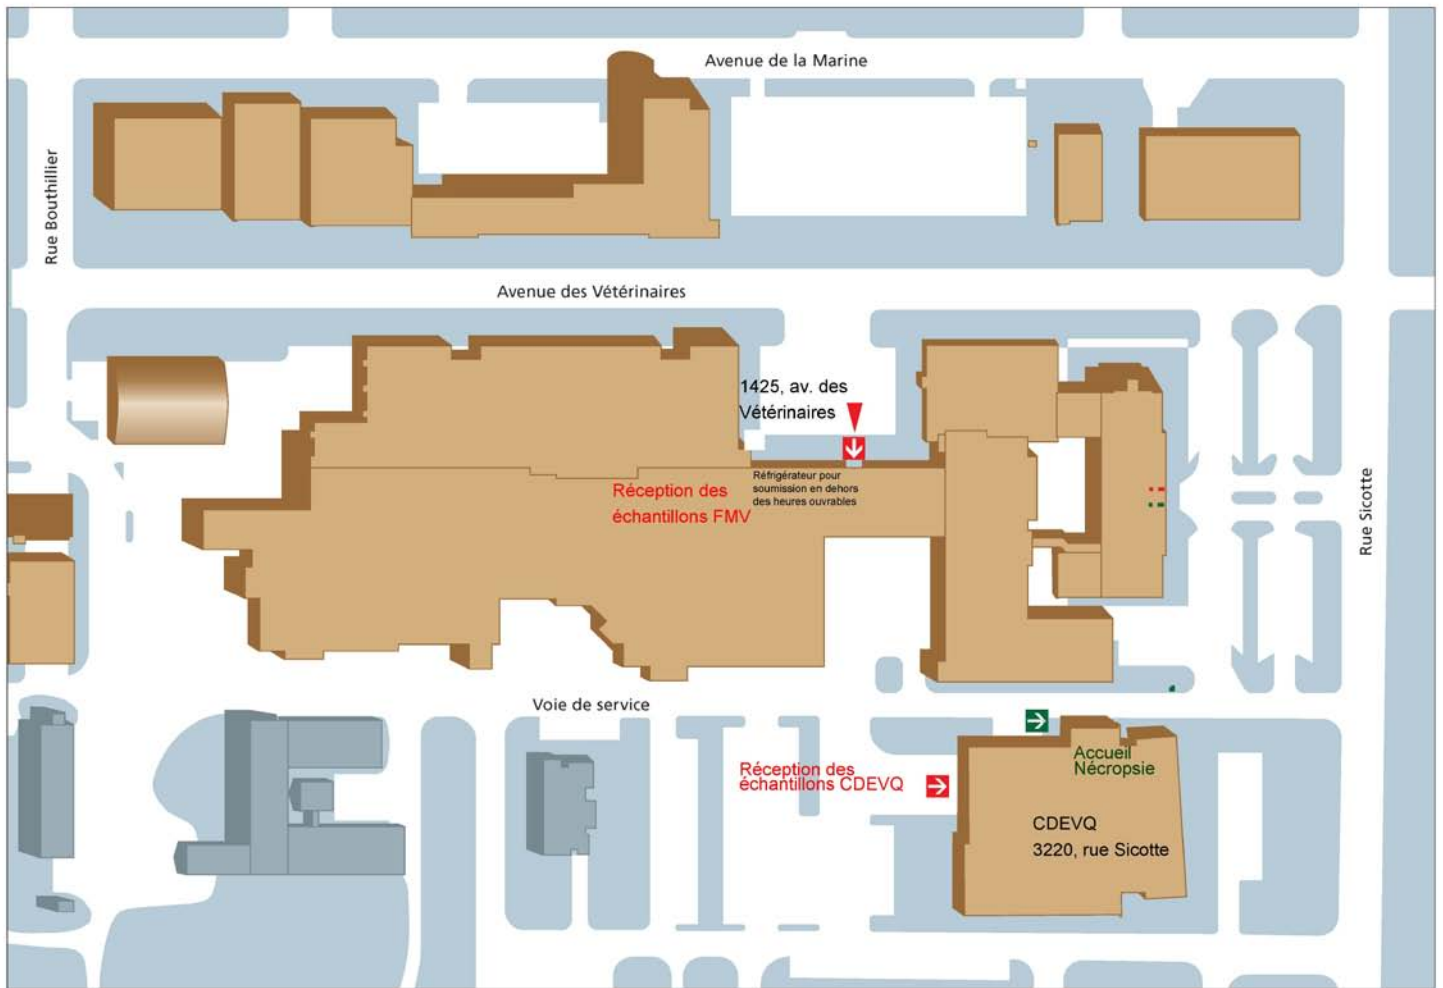 Avenue de la Marine
Rue Bouthillier
Avenue des Vétérinaires
1425, av. des
Vétérinaires
Réfrigérateur pour
soumission en dehors
des heures ouvrables
Réception des
échantillons FMV
Rue Sicotte
Voie de service
Accueil
Nécropsie
Réception des
échantillons CDEVQ
CDEVQ
3220, rue Sicotte